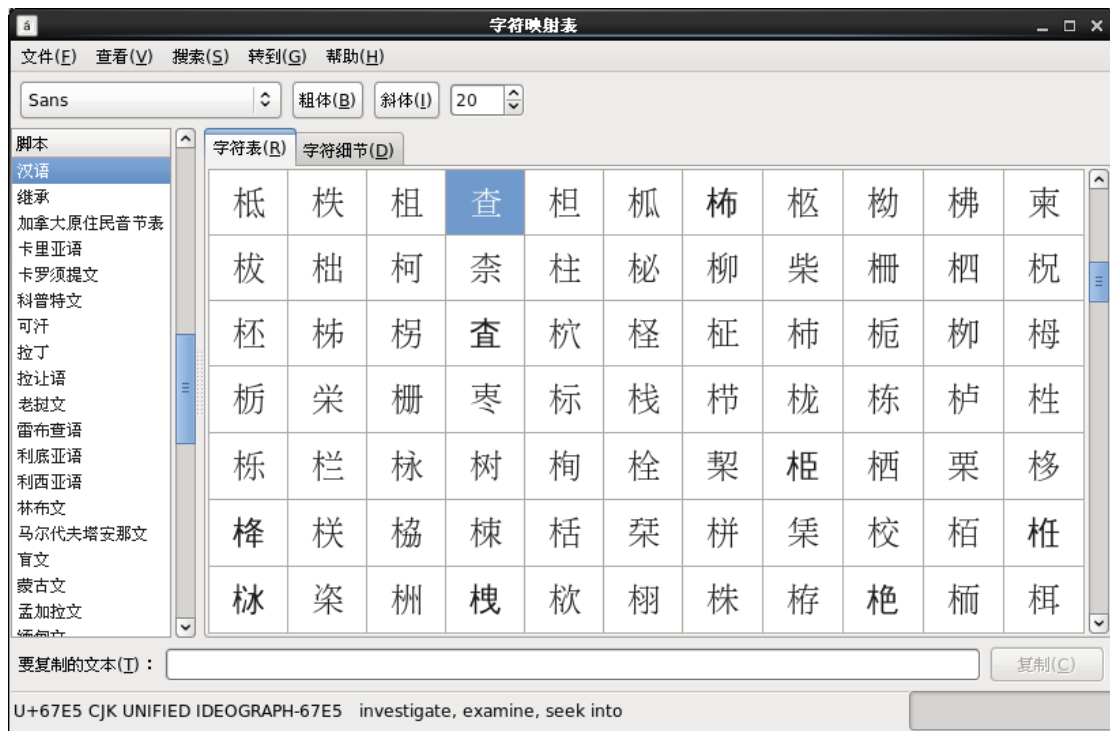 字符映射表
文件(F) 查看(V) 搜索(S) 转到(G) 帮助(H)
Sans 粗体(B) 斜体(I) 20
脚本
汉语
继承
加拿大原住民音节表
卡里亚语
卡罗须提文
科普特文
可汗
拉丁
拉让语
老挝文
雷布查语
利底亚语
利西亚语
林布文
马尔代夫塔安那文
盲文
蒙古文
孟加拉文
缅甸文
字符表(R) 字符细节(D)
柢 柣 柤 查 柦 柧 柨 柩 柪 柫 柬
柭 柮 柯 柰 柱 柲 柳 柴 柵 柶 柷
柸 柹 柺 査 柼 柽 柾 柿 栀 栁 栂
栃 栄 栅 栆 标 栈 栉 栊 栋 栌 栍
栎 栏 栐 树 栒 栓 栔 栕 栖 栗 栘
栙 栚 栛 栜 栝 栞 栟 栠 校 栢 栣
栤 栥 栦 栧 栨 栩 株 栫 栬 栭 栮
要复制的文本(T)： 复制(C)
U+67E5 CJK UNIFIED IDEOGRAPH-67E5 investigate, examine, seek into